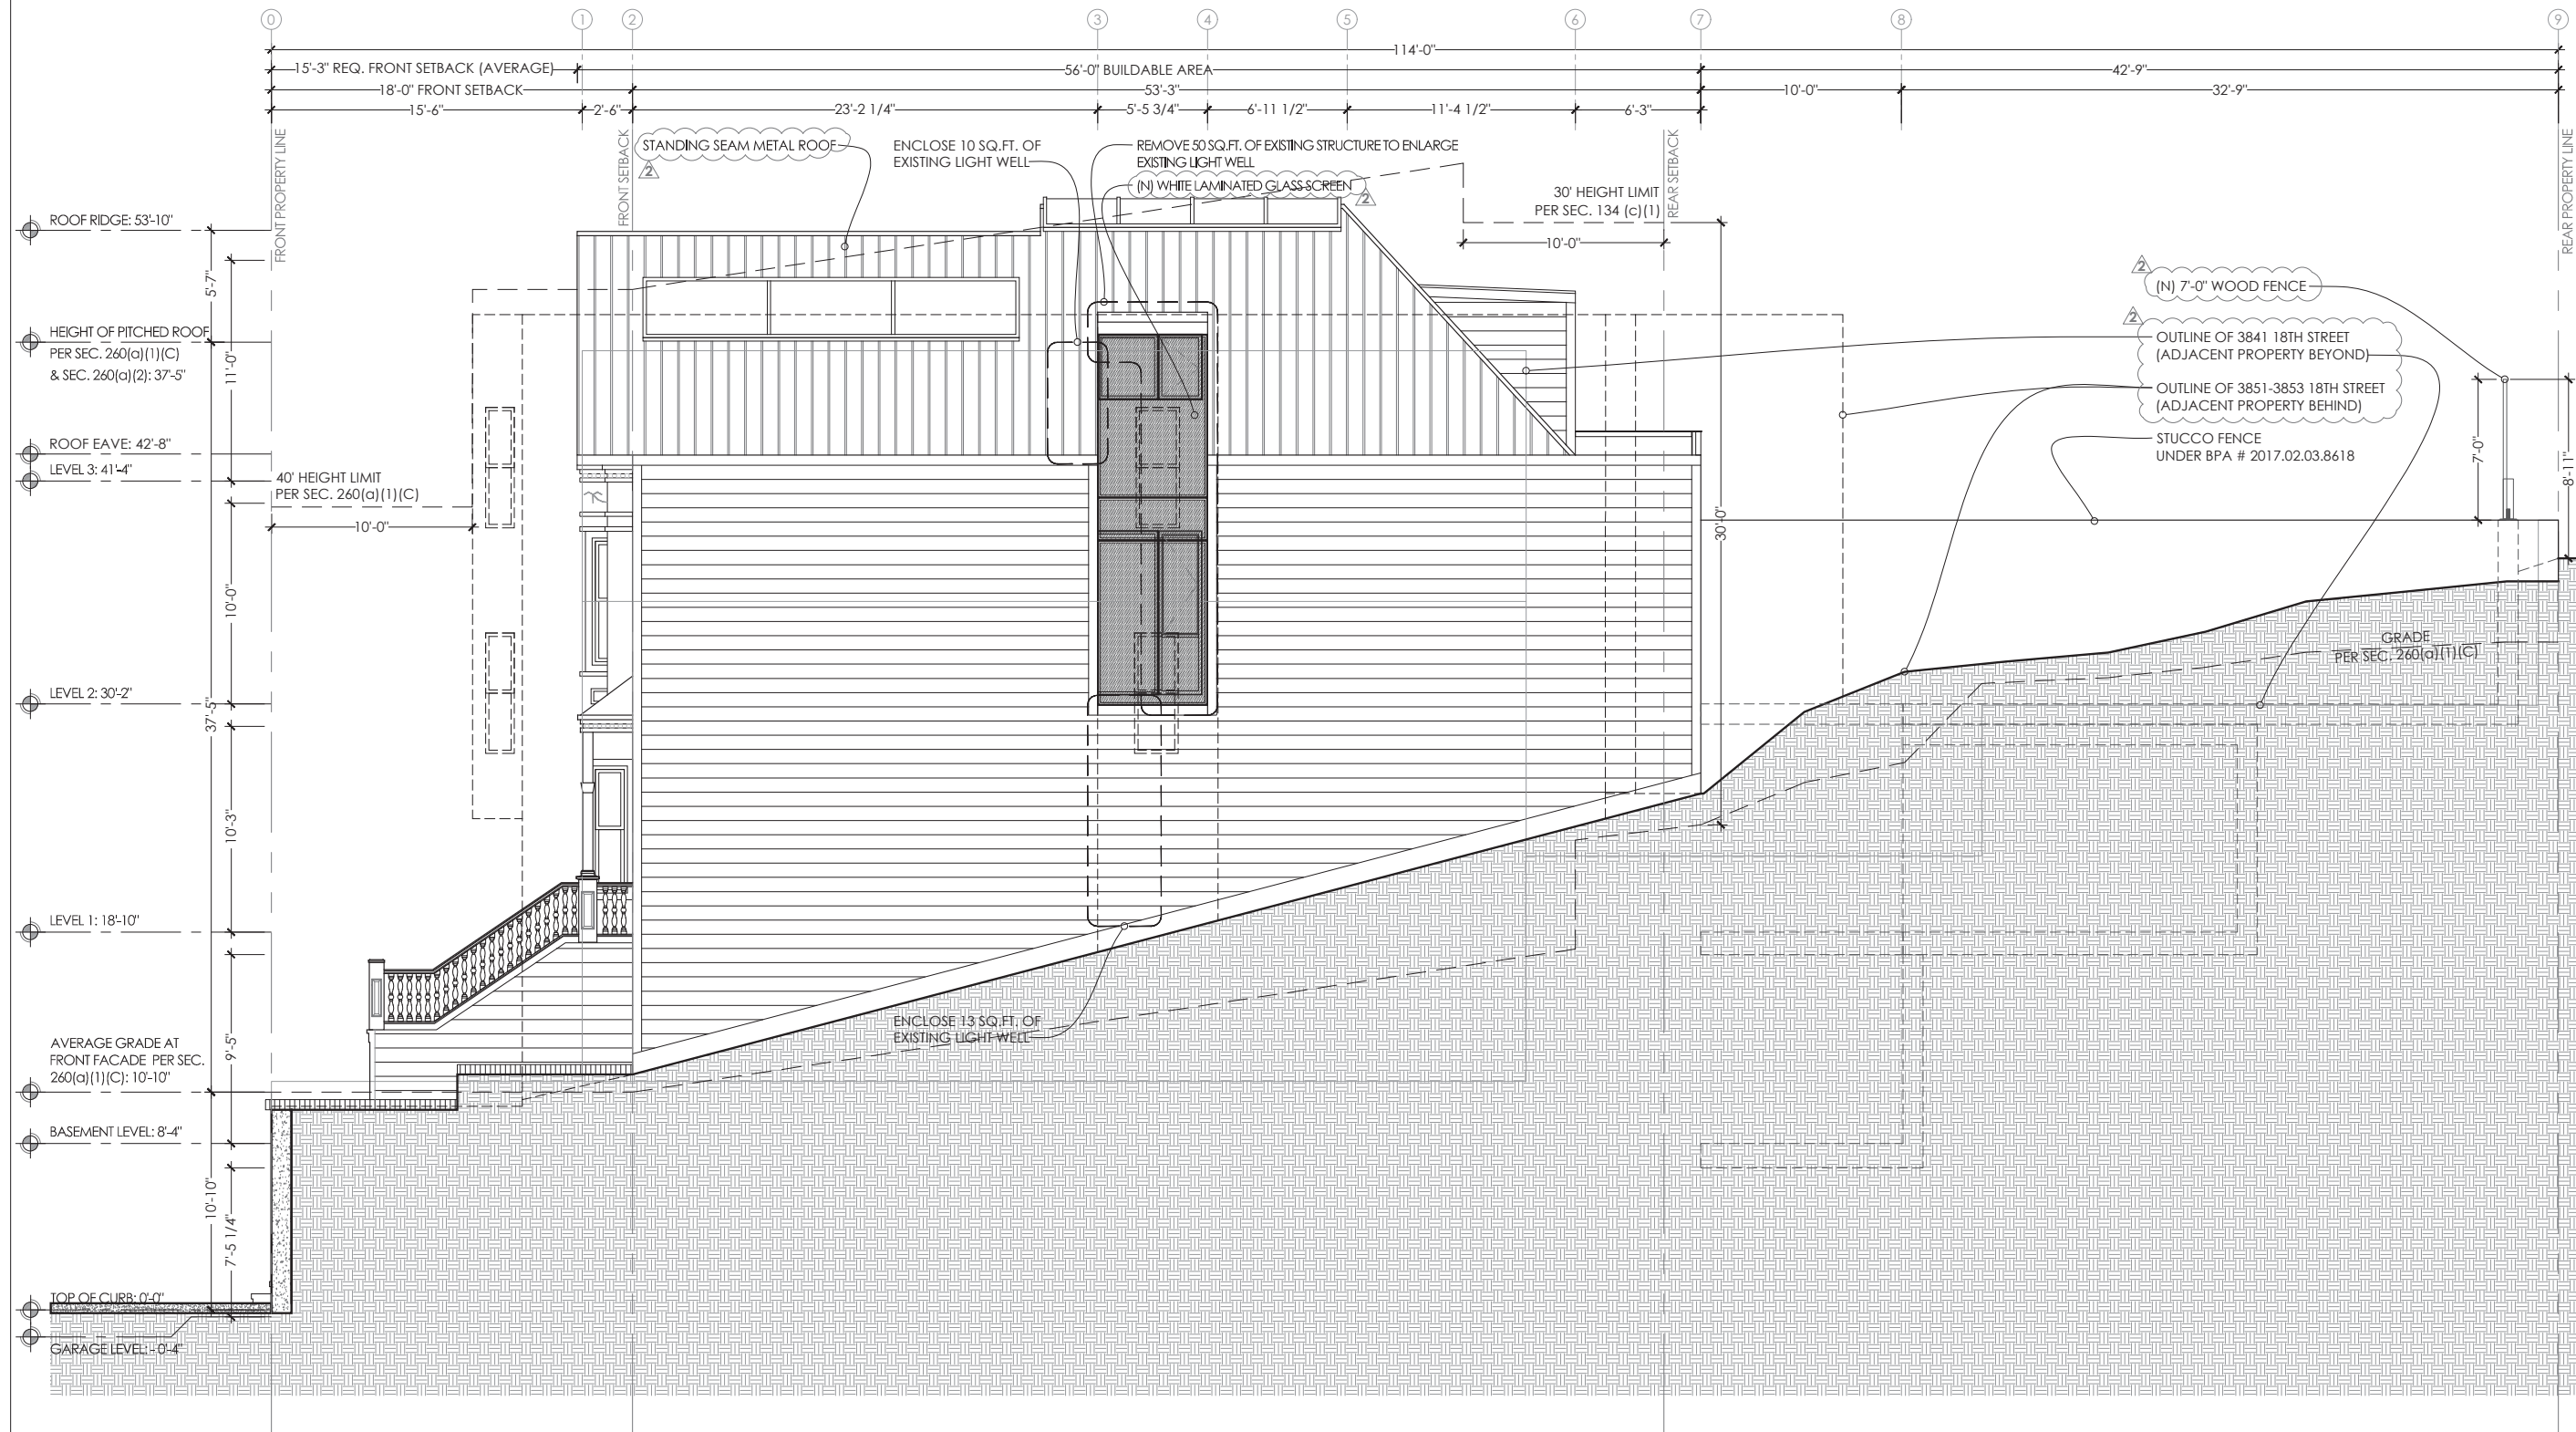 0 1 2 3 4 5 6 7 8 9
114'-0"
15'-3" REQ. FRONT SETBACK (AVERAGE) 56'-0" BUILDABLE AREA 42'-9"
18'-0" FRONT SETBACK 53'-3"
15'-6" 2'-6" 23'-2 1/4" 5'-5 3/4" 6'-11 1/2" 11'-4 1/2" 6'-3" 10'-0" 32'-9"
FRONT PROPERTY LINE
FRONT SETBACK
REAR SETBACK
REAR PROPERTY LINE
STANDING SEAM METAL ROOF
2
ENCLOSE 10 SQ.FT. OF
EXISTING LIGHT WELL
REMOVE 50 SQ.FT. OF EXISTING STRUCTURE TO ENLARGE
EXISTING LIGHT WELL
(N) WHITE LAMINATED GLASS SCREEN
2
30' HEIGHT LIMIT
PER SEC. 134 (c)(1)
10'-0"
ROOF RIDGE: 53'-10"
5'-7"
HEIGHT OF PITCHED ROOF
PER SEC. 260(a)(1)(C)
& SEC. 260(a)(2): 37'-5"
11'-0"
ROOF EAVE: 42'-8"
LEVEL 3: 41'-4"
40' HEIGHT LIMIT
PER SEC. 260(a)(1)(C)
10'-0"
2
(N) 7'-0" WOOD FENCE
2
OUTLINE OF 3841 18TH STREET
(ADJACENT PROPERTY BEYOND)
OUTLINE OF 3851-3853 18TH STREET
(ADJACENT PROPERTY BEHIND)
STUCCO FENCE
UNDER BPA # 2017.02.03.8618
7'-0"
8'-11"
30'-0"
10'-0"
GRADE
PER SEC. 260(a)(1)(C)
LEVEL 2: 30'-2"
37'-5"
10'-3"
LEVEL 1: 18'-10"
ENCLOSE 13 SQ.FT. OF
EXISTING LIGHT WELL
9'-5"
AVERAGE GRADE AT
FRONT FACADE PER SEC.
260(a)(1)(C): 10'-10"
BASEMENT LEVEL: 8'-4"
10'-10"
7'-5 1/4"
TOP OF CURB: 0'-0"
GARAGE LEVEL: - 0'-4"